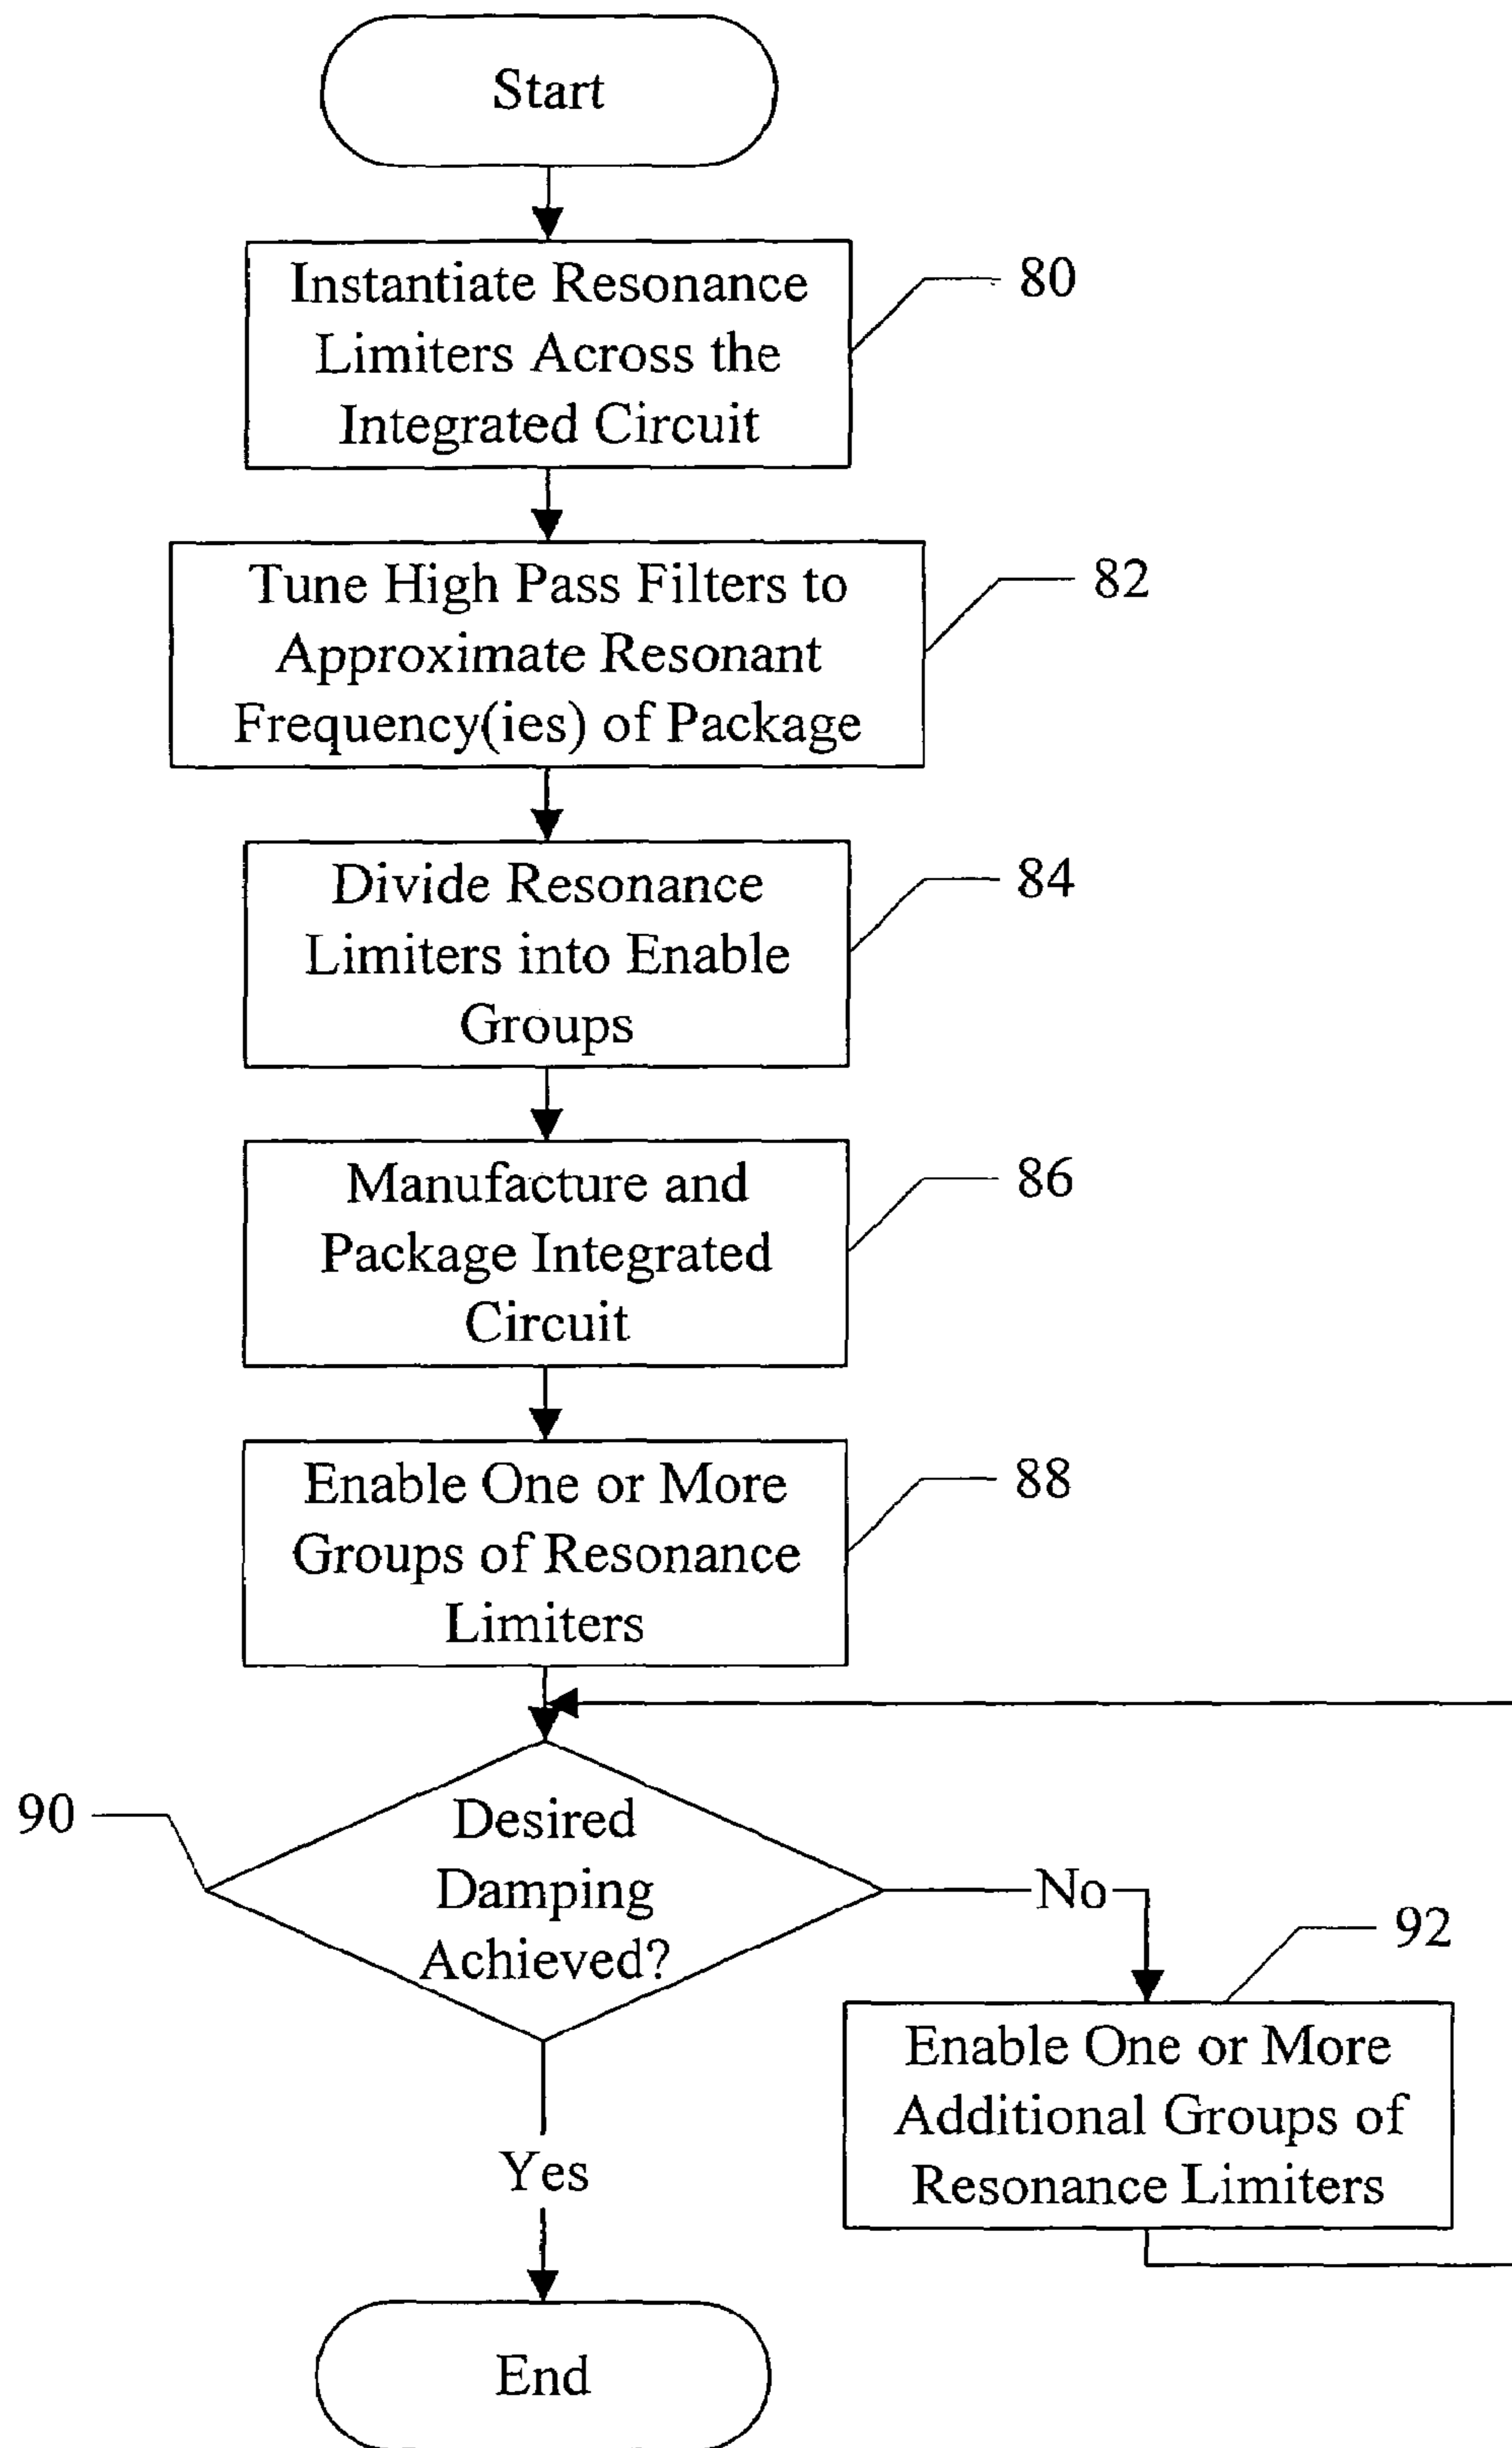 Start
Instantiate Resonance
Limiters Across the
Integrated Circuit
80
Tune High Pass Filters to
Approximate Resonant
Frequency(ies) of Package
82
Divide Resonance
Limiters into Enable
Groups
84
Manufacture and
Package Integrated
Circuit
86
Enable One or More
Groups of Resonance
Limiters
88
90
Desired
Damping
Achieved?
No
92
Enable One or More
Additional Groups of
Resonance Limiters
Yes
End